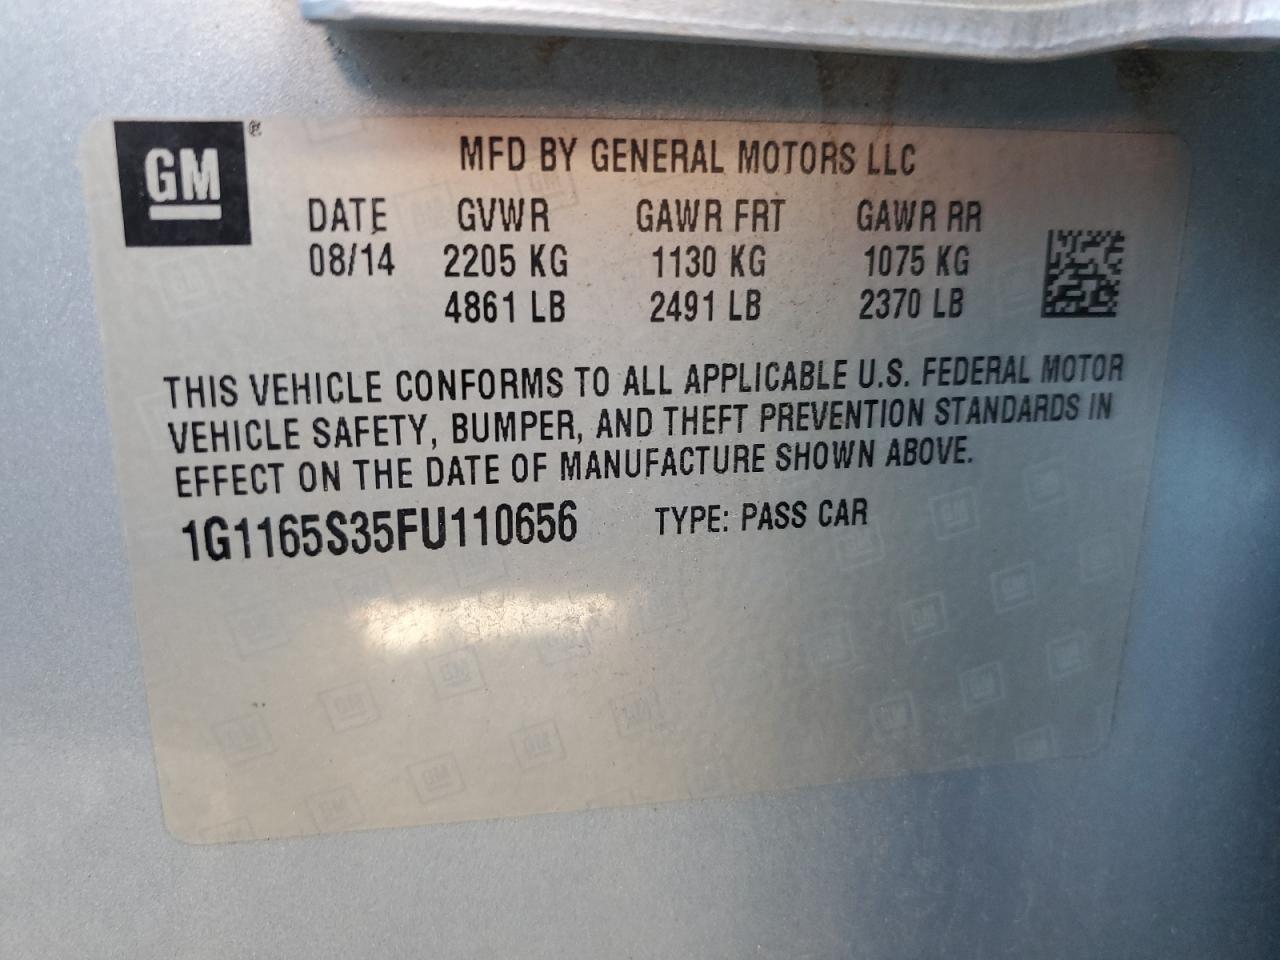 GM ®
MFD BY GENERAL MOTORS LLC
DATE GVWR GAWR FRT GAWR RR
08/14 2205 KG 1130 KG 1075 KG
4861 LB 2491 LB 2370 LB
THIS VEHICLE CONFORMS TO ALL APPLICABLE U.S. FEDERAL MOTOR
VEHICLE SAFETY, BUMPER, AND THEFT PREVENTION STANDARDS IN
EFFECT ON THE DATE OF MANUFACTURE SHOWN ABOVE.
1G1165S35FU110656 TYPE: PASS CAR